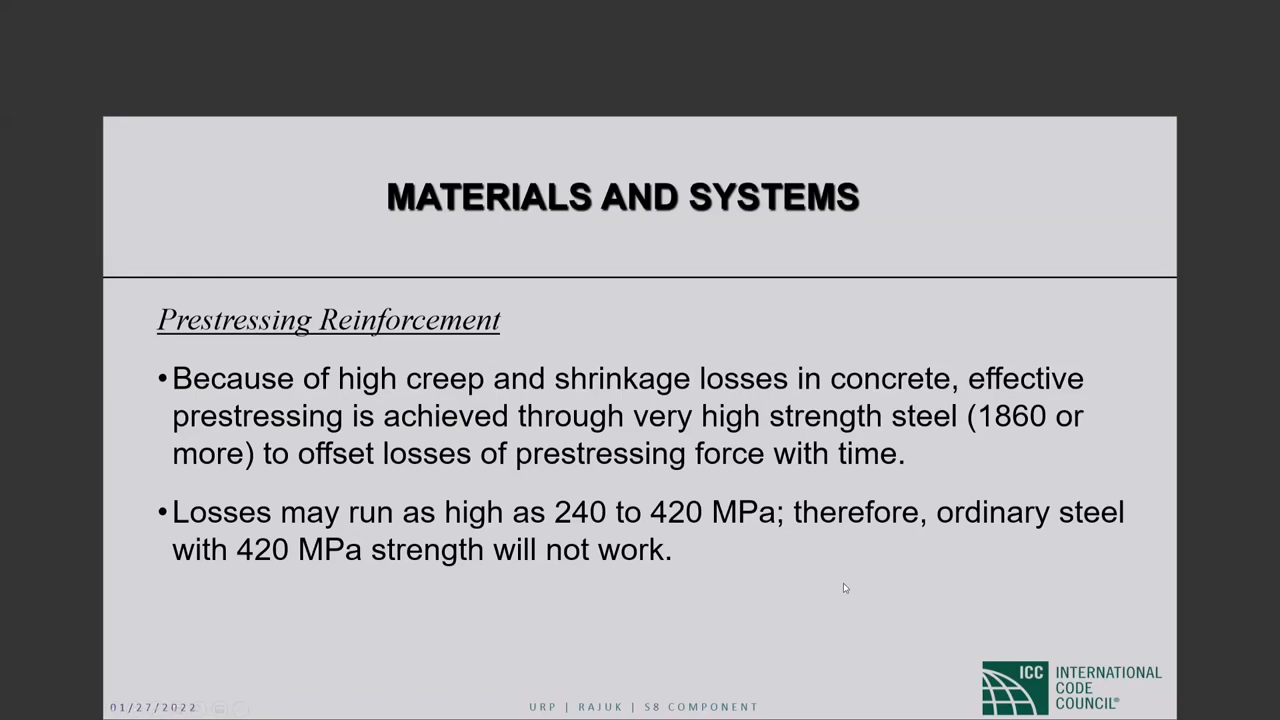 MATERIALS AND SYSTEMS
Prestressing Reinforcement
•Because of high creep and shrinkage losses in concrete, effective
prestressing is achieved through very high strength steel (1860 or
more) to offset losses of prestressing force with time.
•Losses may run as high as 240 to 420 MPa; therefore, ordinary steel
with 420 MPa strength will not work.
ICC INTERNATIONAL
CODE
COUNCIL®
01/27/2022
URP | RAJUK | S8 COMPONENT